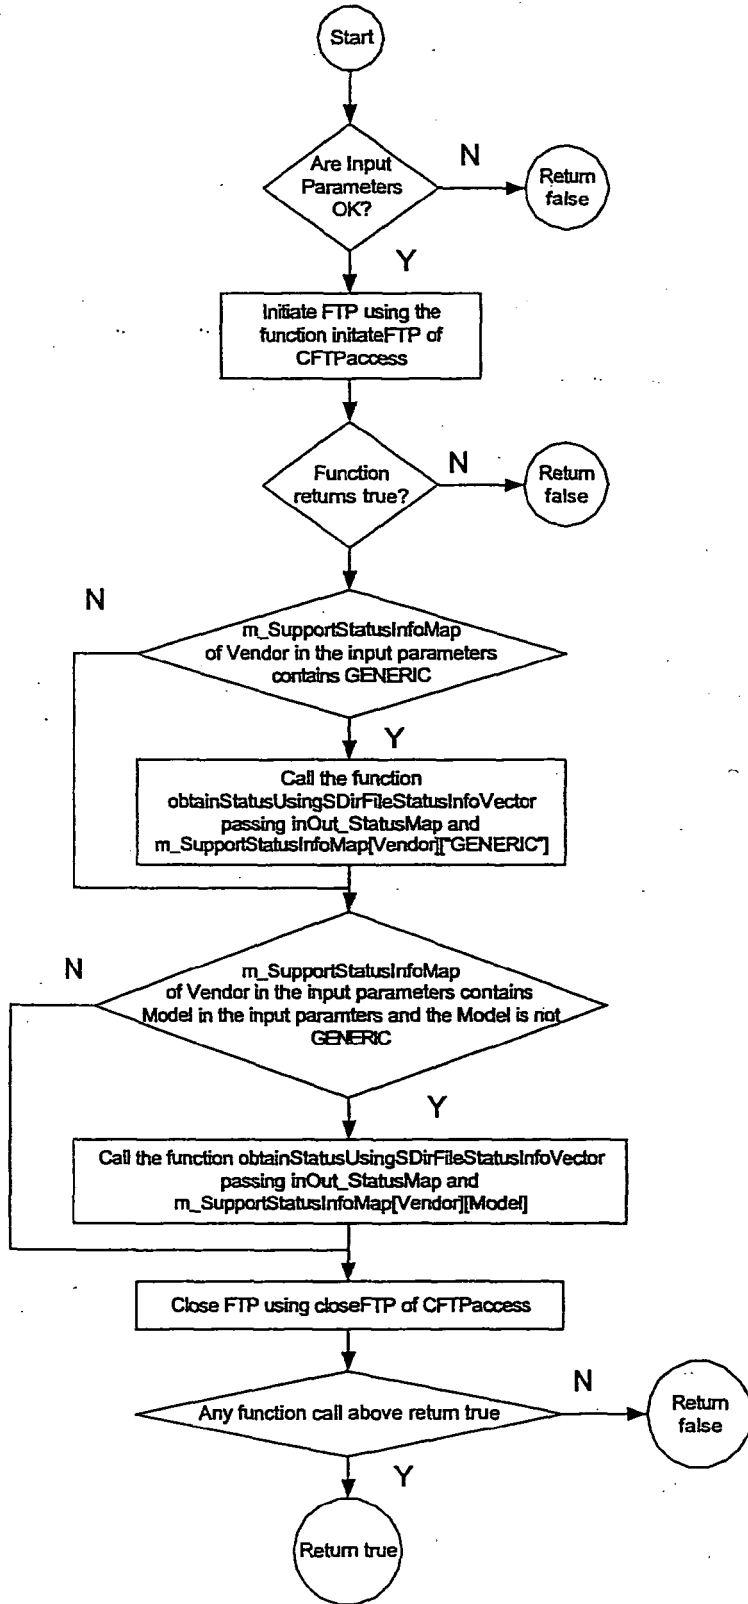 Start
Are Input
Parameters
OK?
N
Return
false
Y
Initiate FTP using the
function initateFTP of
CFTPaccess
Function
returns true?
N
Return
false
N
m_SupportStatusInfoMap
of Vendor in the input parameters
contains GENERIC
Y
Call the function
obtainStatusUsingSDirFileStatusInfoVector
passing inOut_StatusMap and
m_SupportStatusInfoMap[Vendor]["GENERIC"]
N
m_SupportStatusInfoMap
of Vendor in the input parameters contains
Model in the input paramters and the Model is not
GENERIC
Y
Call the function obtainStatusUsingSDirFileStatusInfoVector
passing inOut_StatusMap and
m_SupportStatusInfoMap[Vendor][Model]
Close FTP using closeFTP of CFTPaccess
Any function call above return true
N
Return
false
Y
Return true